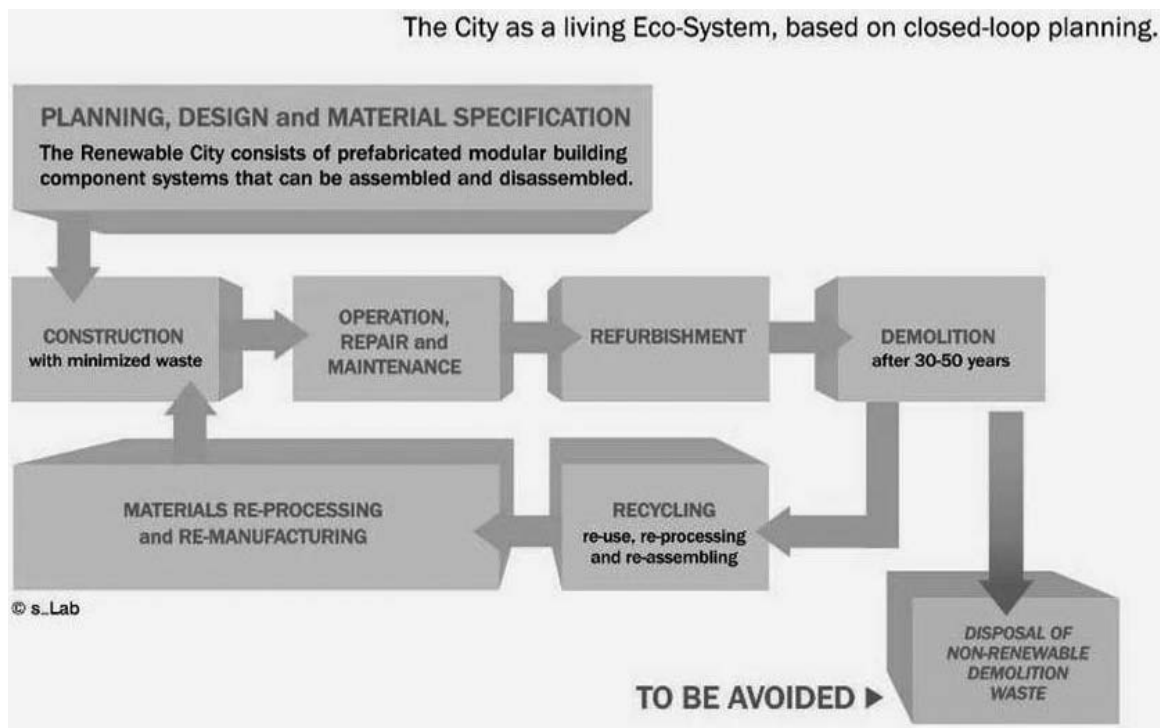 The City as a living Eco-System, based on closed-loop planning.
PLANNING, DESIGN and MATERIAL SPECIFICATION
The Renewable City consists of prefabricated modular building
component systems that can be assembled and disassembled.
CONSTRUCTION
with minimized waste
OPERATION,
REPAIR and
MAINTENANCE
REFURBISHMENT
DEMOLITION
after 30-50 years
MATERIALS RE-PROCESSING
and RE-MANUFACTURING
RECYCLING
re-use, re-processing
and re-assembling
© s_Lab
DISPOSAL OF
NON-RENEWABLE
DEMOLITION
WASTE
TO BE AVOIDED ▶